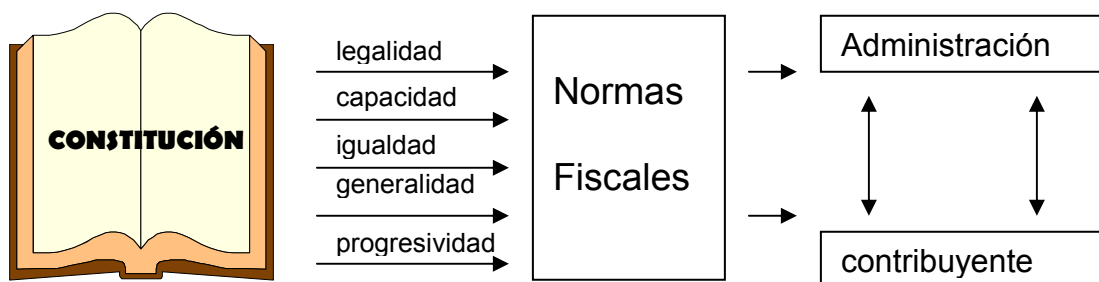 CONSTITUCIÓN
legalidad
capacidad
igualdad
generalidad
progresividad
Normas
Fiscales
Administración
contribuyente